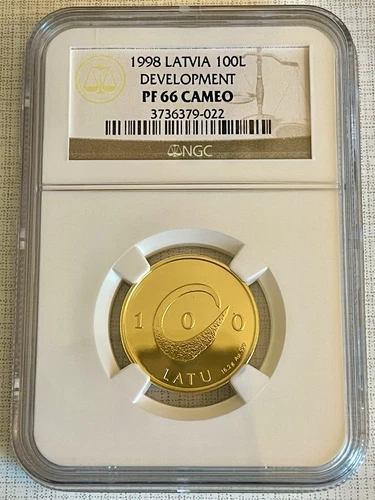 1998 LATVIA 100L
DEVELOPMENT
PF 66 CAMEO
3736379-022
NGC
1 0 0
LATU